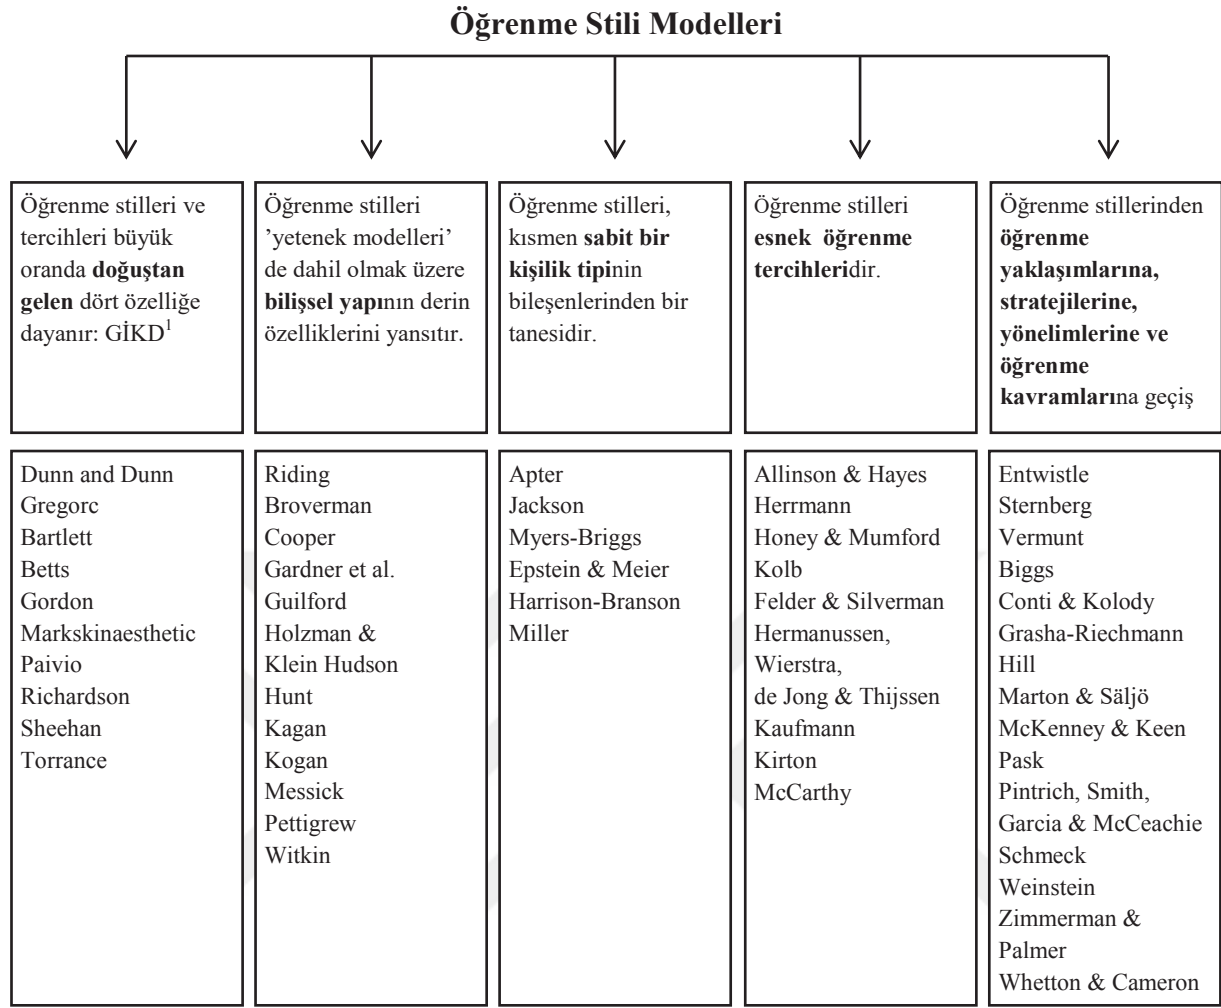 Öğrenme Stili Modelleri
Öğrenme stilleri ve
tercihleri büyük
oranda doğuştan
gelen dört özelliğe
dayanır: GİKD1
Öğrenme stilleri
’yetenek modelleri’
de dahil olmak üzere
bilişsel yapının derin
özelliklerini yansıtır.
Öğrenme stilleri,
kısmen sabit bir
kişilik tipinin
bileşenlerinden bir
tanesidir.
Öğrenme stilleri
esnek öğrenme
tercihleridir.
Öğrenme stillerinden
öğrenme
yaklaşımlarına,
stratejilerine,
yönelimlerine ve
öğrenme
kavramlarına geçiş
Dunn and Dunn
Gregorc
Bartlett
Betts
Gordon
Markskinaesthetic
Paivio
Richardson
Sheehan
Torrance
Riding
Broverman
Cooper
Gardner et al.
Guilford
Holzman &
Klein Hudson
Hunt
Kagan
Kogan
Messick
Pettigrew
Witkin
Apter
Jackson
Myers-Briggs
Epstein & Meier
Harrison-Branson
Miller
Allinson & Hayes
Herrmann
Honey & Mumford
Kolb
Felder & Silverman
Hermanussen,
Wierstra,
de Jong & Thijssen
Kaufmann
Kirton
McCarthy
Entwistle
Sternberg
Vermunt
Biggs
Conti & Kolody
Grasha-Riechmann
Hill
Marton & Säljö
McKenney & Keen
Pask
Pintrich, Smith,
Garcia & McCeachie
Schmeck
Weinstein
Zimmerman &
Palmer
Whetton & Cameron